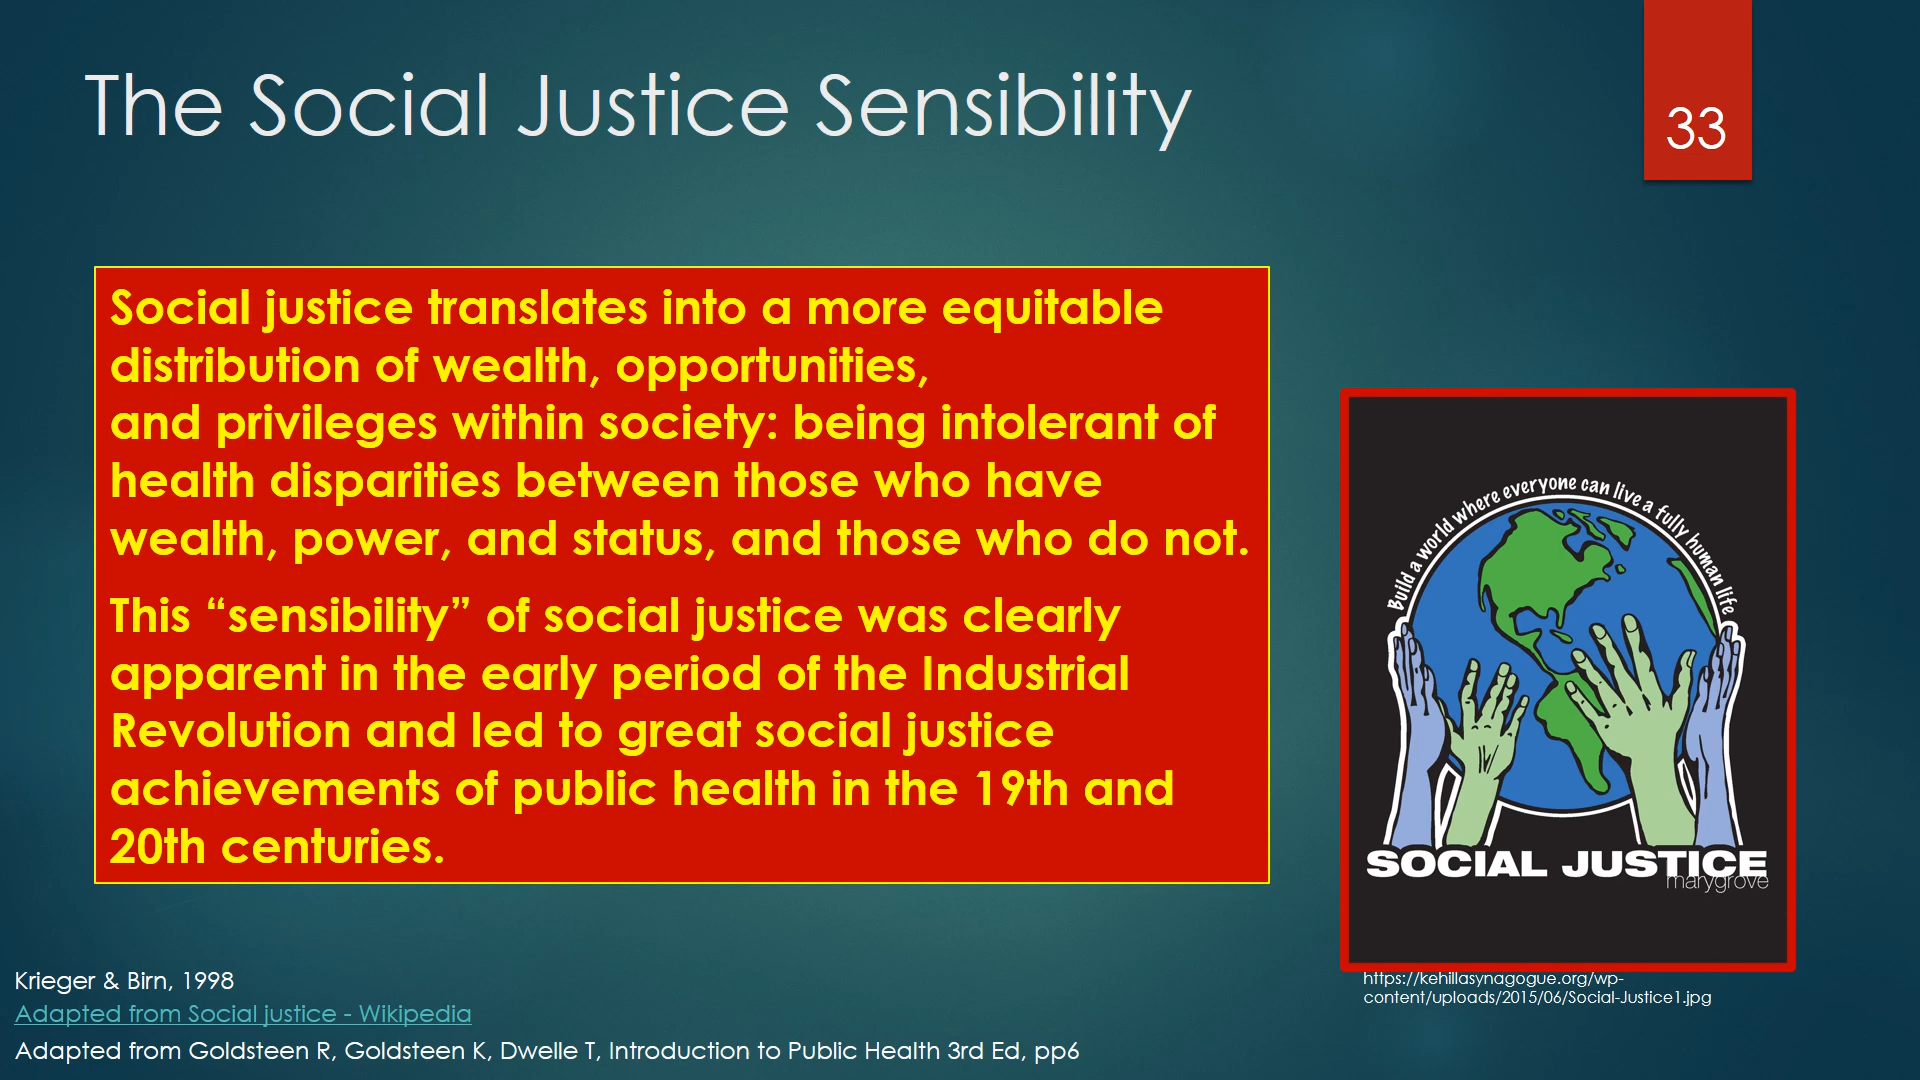 The Social Justice Sensibility
33
Social justice translates into a more equitable
distribution of wealth, opportunities,
and privileges within society: being intolerant of
health disparities between those who have
wealth, power, and status, and those who do not.
This “sensibility” of social justice was clearly
apparent in the early period of the Industrial
Revolution and led to great social justice
achievements of public health in the 19th and
20th centuries.
Build a world where everyone can live a fully human life
SOCIAL JUSTICE
marygrove
https://kehillasynagogue.org/wp-
content/uploads/2015/06/Social-Justice1.jpg
Krieger & Birn, 1998
Adapted from Social justice - Wikipedia
Adapted from Goldsteen R, Goldsteen K, Dwelle T, Introduction to Public Health 3rd Ed, pp6